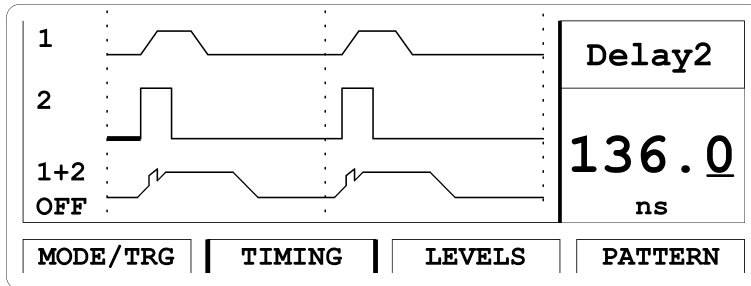 1
Delay2
2
136.0
1+2
OFF
ns
MODE/TRG TIMING LEVELS PATTERN